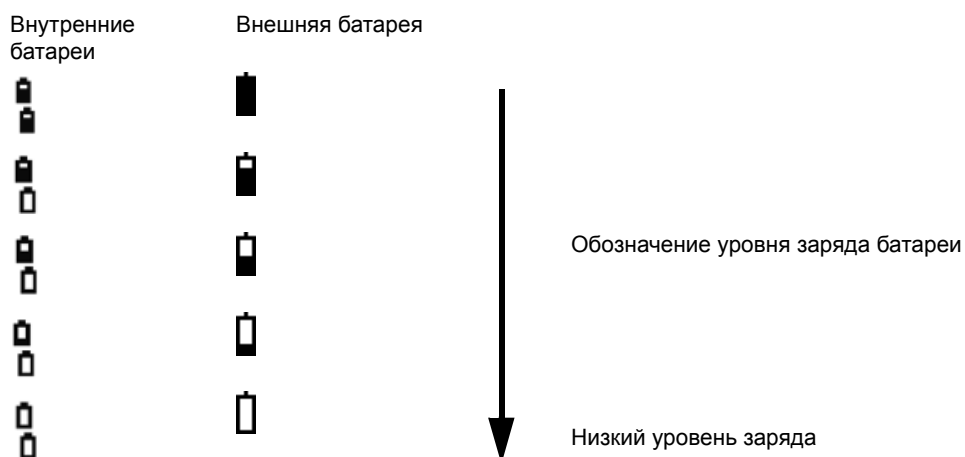 Внутренние
батареи
Внешняя батарея
Обозначение уровня заряда батареи
Низкий уровень заряда